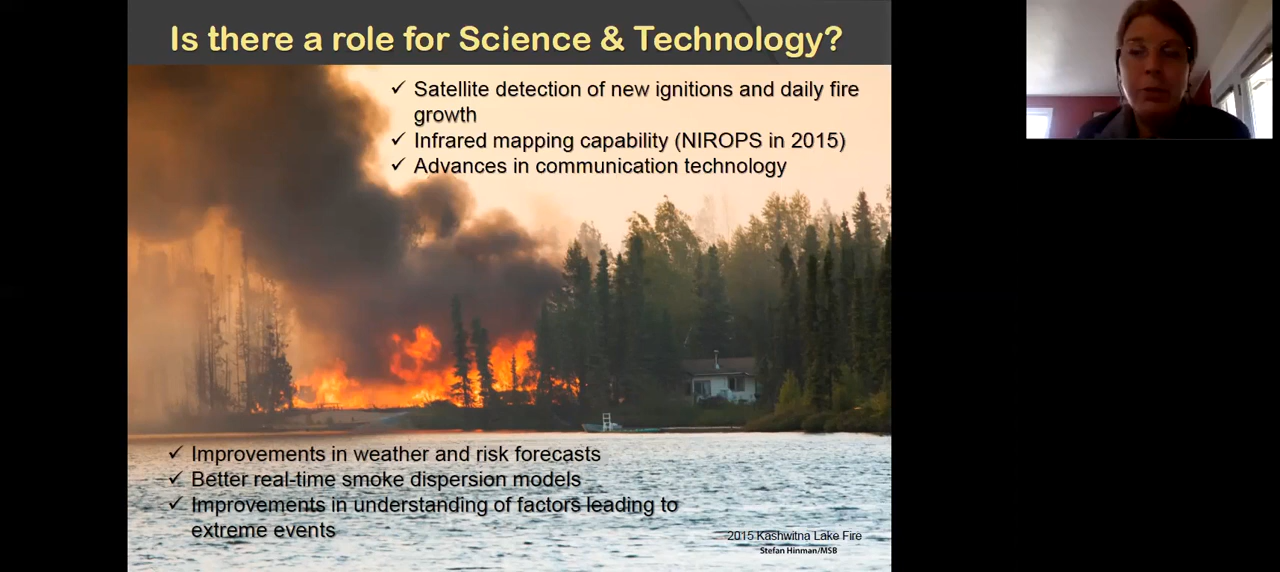 Is there a role for Science & Technology?
✓ Satellite detection of new ignitions and daily fire
growth
✓ Infrared mapping capability (NIROPS in 2015)
✓ Advances in communication technology
✓ Improvements in weather and risk forecasts
✓ Better real-time smoke dispersion models
✓ Improvements in understanding of factors leading to
extreme events
2015 Kashwitna Lake Fire
Stefan Hinman/MSB